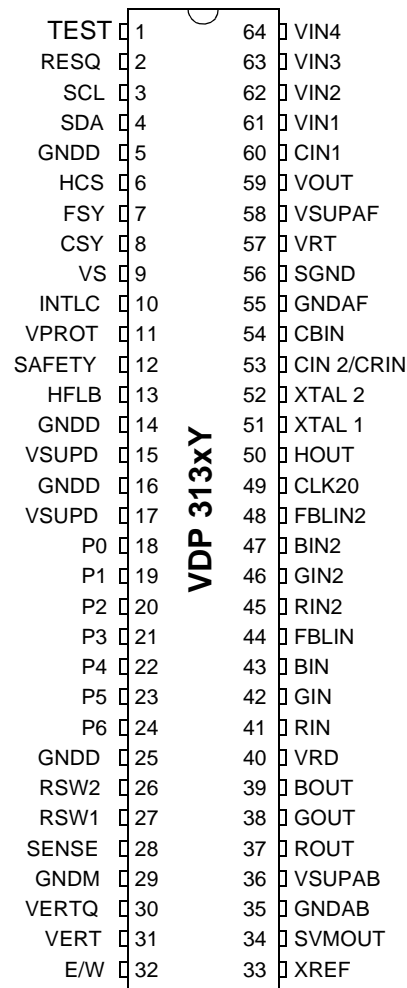 TEST 1 64 VIN4
RESQ 2 63 VIN3
SCL 3 62 VIN2
SDA 4 61 VIN1
GNDD 5 60 CIN1
HCS 6 59 VOUT
FSY 7 58 VSUPAF
CSY 8 57 VRT
VS 9 56 SGND
INTLC 10 55 GNDAF
VPROT 11 54 CBIN
SAFETY 12 53 CIN 2/CRIN
HFLB 13 52 XTAL 2
GNDD 14 51 XTAL 1
VSUPD 15 50 HOUT
GNDD 16 49 CLK20
VSUPD 17 48 FBLIN2
P0 18 47 BIN2
P1 19 46 GIN2
P2 20 45 RIN2
P3 21 44 FBLIN
P4 22 43 BIN
P5 23 42 GIN
P6 24 41 RIN
GNDD 25 40 VRD
RSW2 26 39 BOUT
RSW1 27 38 GOUT
SENSE 28 37 ROUT
GNDM 29 36 VSUPAB
VERTQ 30 35 GNDAB
VERT 31 34 SVMOUT
E/W 32 33 XREF
VDP 313xY